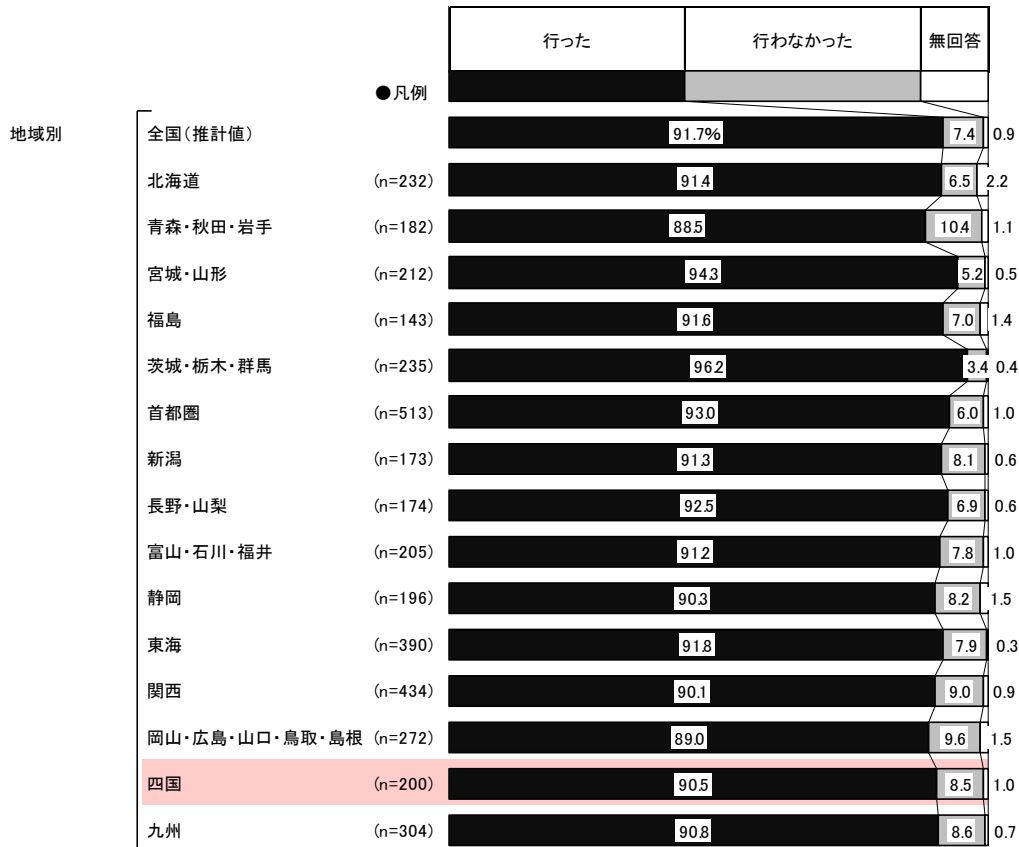 行った 行わなかった 無回答
●凡例
地域別 全国(推計値) 91.7% 7.4 0.9
北海道 (n=232) 91.4 6.5 2.2
青森・秋田・岩手 (n=182) 88.5 10.4 1.1
宮城・山形 (n=212) 94.3 5.2 0.5
福島 (n=143) 91.6 7.0 1.4
茨城・栃木・群馬 (n=235) 96.2 3.4 0.4
首都圏 (n=513) 93.0 6.0 1.0
新潟 (n=173) 91.3 8.1 0.6
長野・山梨 (n=174) 92.5 6.9 0.6
富山・石川・福井 (n=205) 91.2 7.8 1.0
静岡 (n=196) 90.3 8.2 1.5
東海 (n=390) 91.8 7.9 0.3
関西 (n=434) 90.1 9.0 0.9
岡山・広島・山口・鳥取・島根 (n=272) 89.0 9.6 1.5
四国 (n=200) 90.5 8.5 1.0
九州 (n=304) 90.8 8.6 0.7